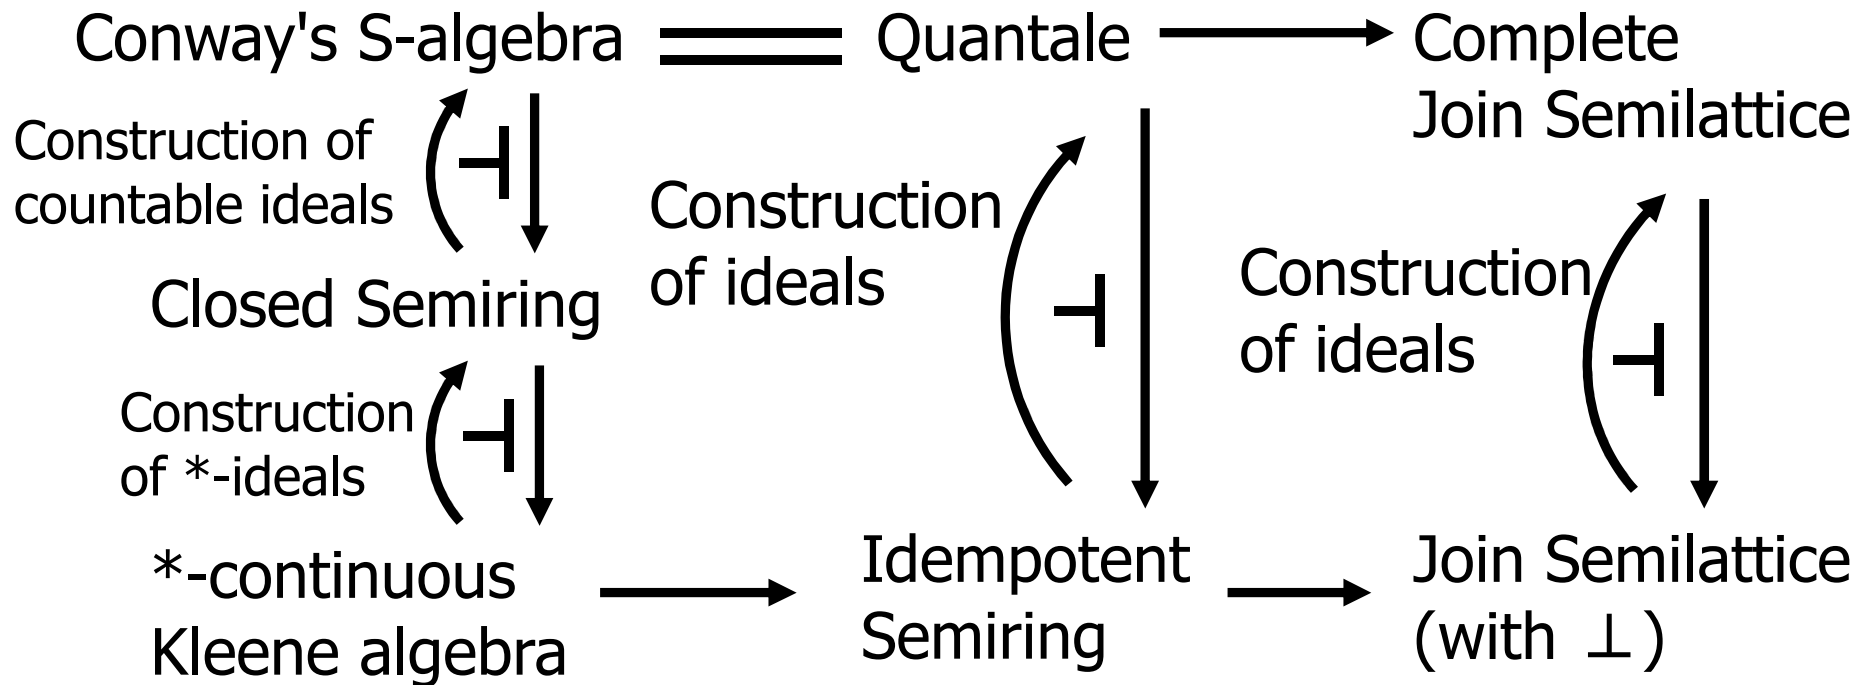 Conway's S-algebra
Quantale
Complete
Join Semilattice
Construction of
countable ideals
Construction
of ideals
Construction
of ideals
Closed Semiring
Construction
of *-ideals
*-continuous
Kleene algebra
Idempotent
Semiring
Join Semilattice
(with ⊥)